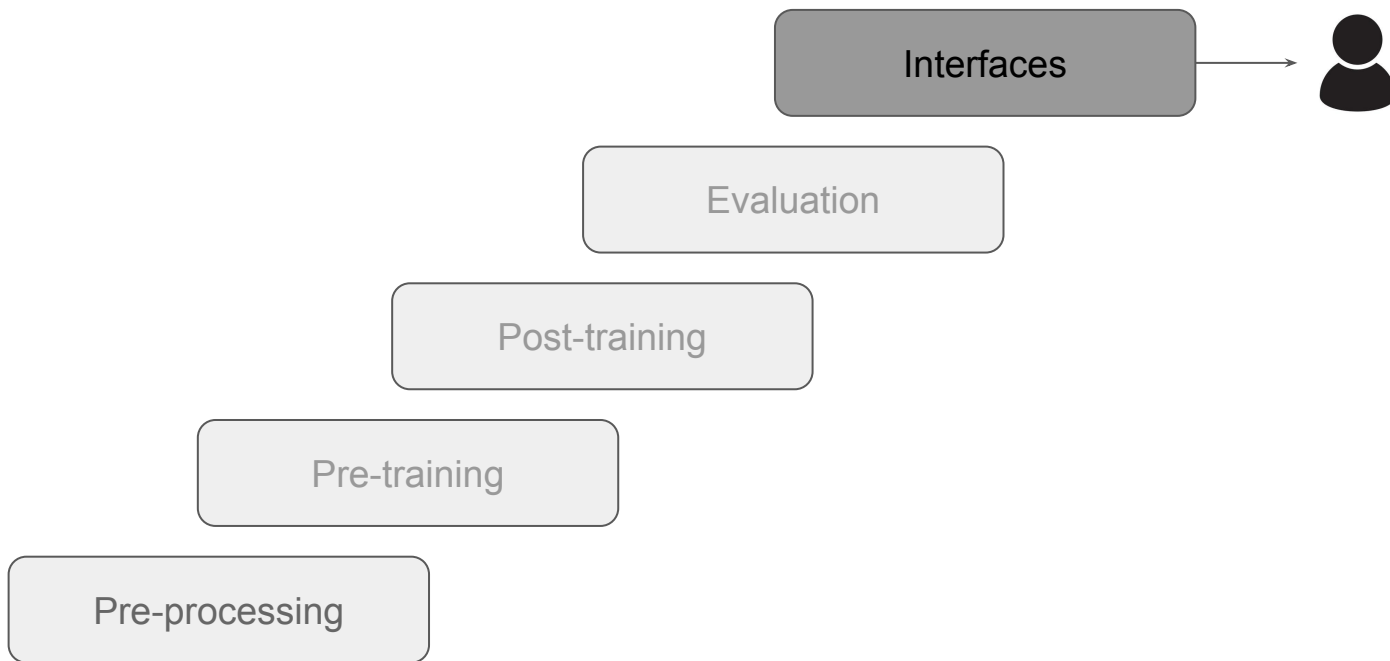 Interfaces
Evaluation
Post-training
Pre-training
Pre-processing